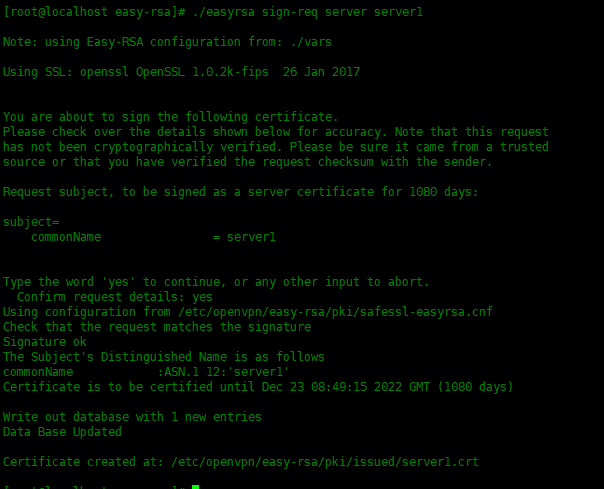 [root@localhost easy-rsa]# ./easyrsa sign-req server server1
Note: using Easy-RSA configuration from: ./vars
Using SSL: openssl OpenSSL 1.0.2k-fips  26 Jan 2017
You are about to sign the following certificate.
Please check over the details shown below for accuracy. Note that this request
has not been cryptographically verified. Please be sure it came from a trusted
source or that you have verified the request checksum with the sender.
Request subject, to be signed as a server certificate for 1080 days:
subject=
    commonName                = server1
Type the word 'yes' to continue, or any other input to abort.
  Confirm request details: yes
Using configuration from /etc/openvpn/easy-rsa/pki/safessl-easyrsa.cnf
Check that the request matches the signature
Signature ok
The Subject's Distinguished Name is as follows
commonName            :ASN.1 12:'server1'
Certificate is to be certified until Dec 23 08:49:15 2022 GMT (1080 days)
Write out database with 1 new entries
Data Base Updated
Certificate created at: /etc/openvpn/easy-rsa/pki/issued/server1.crt